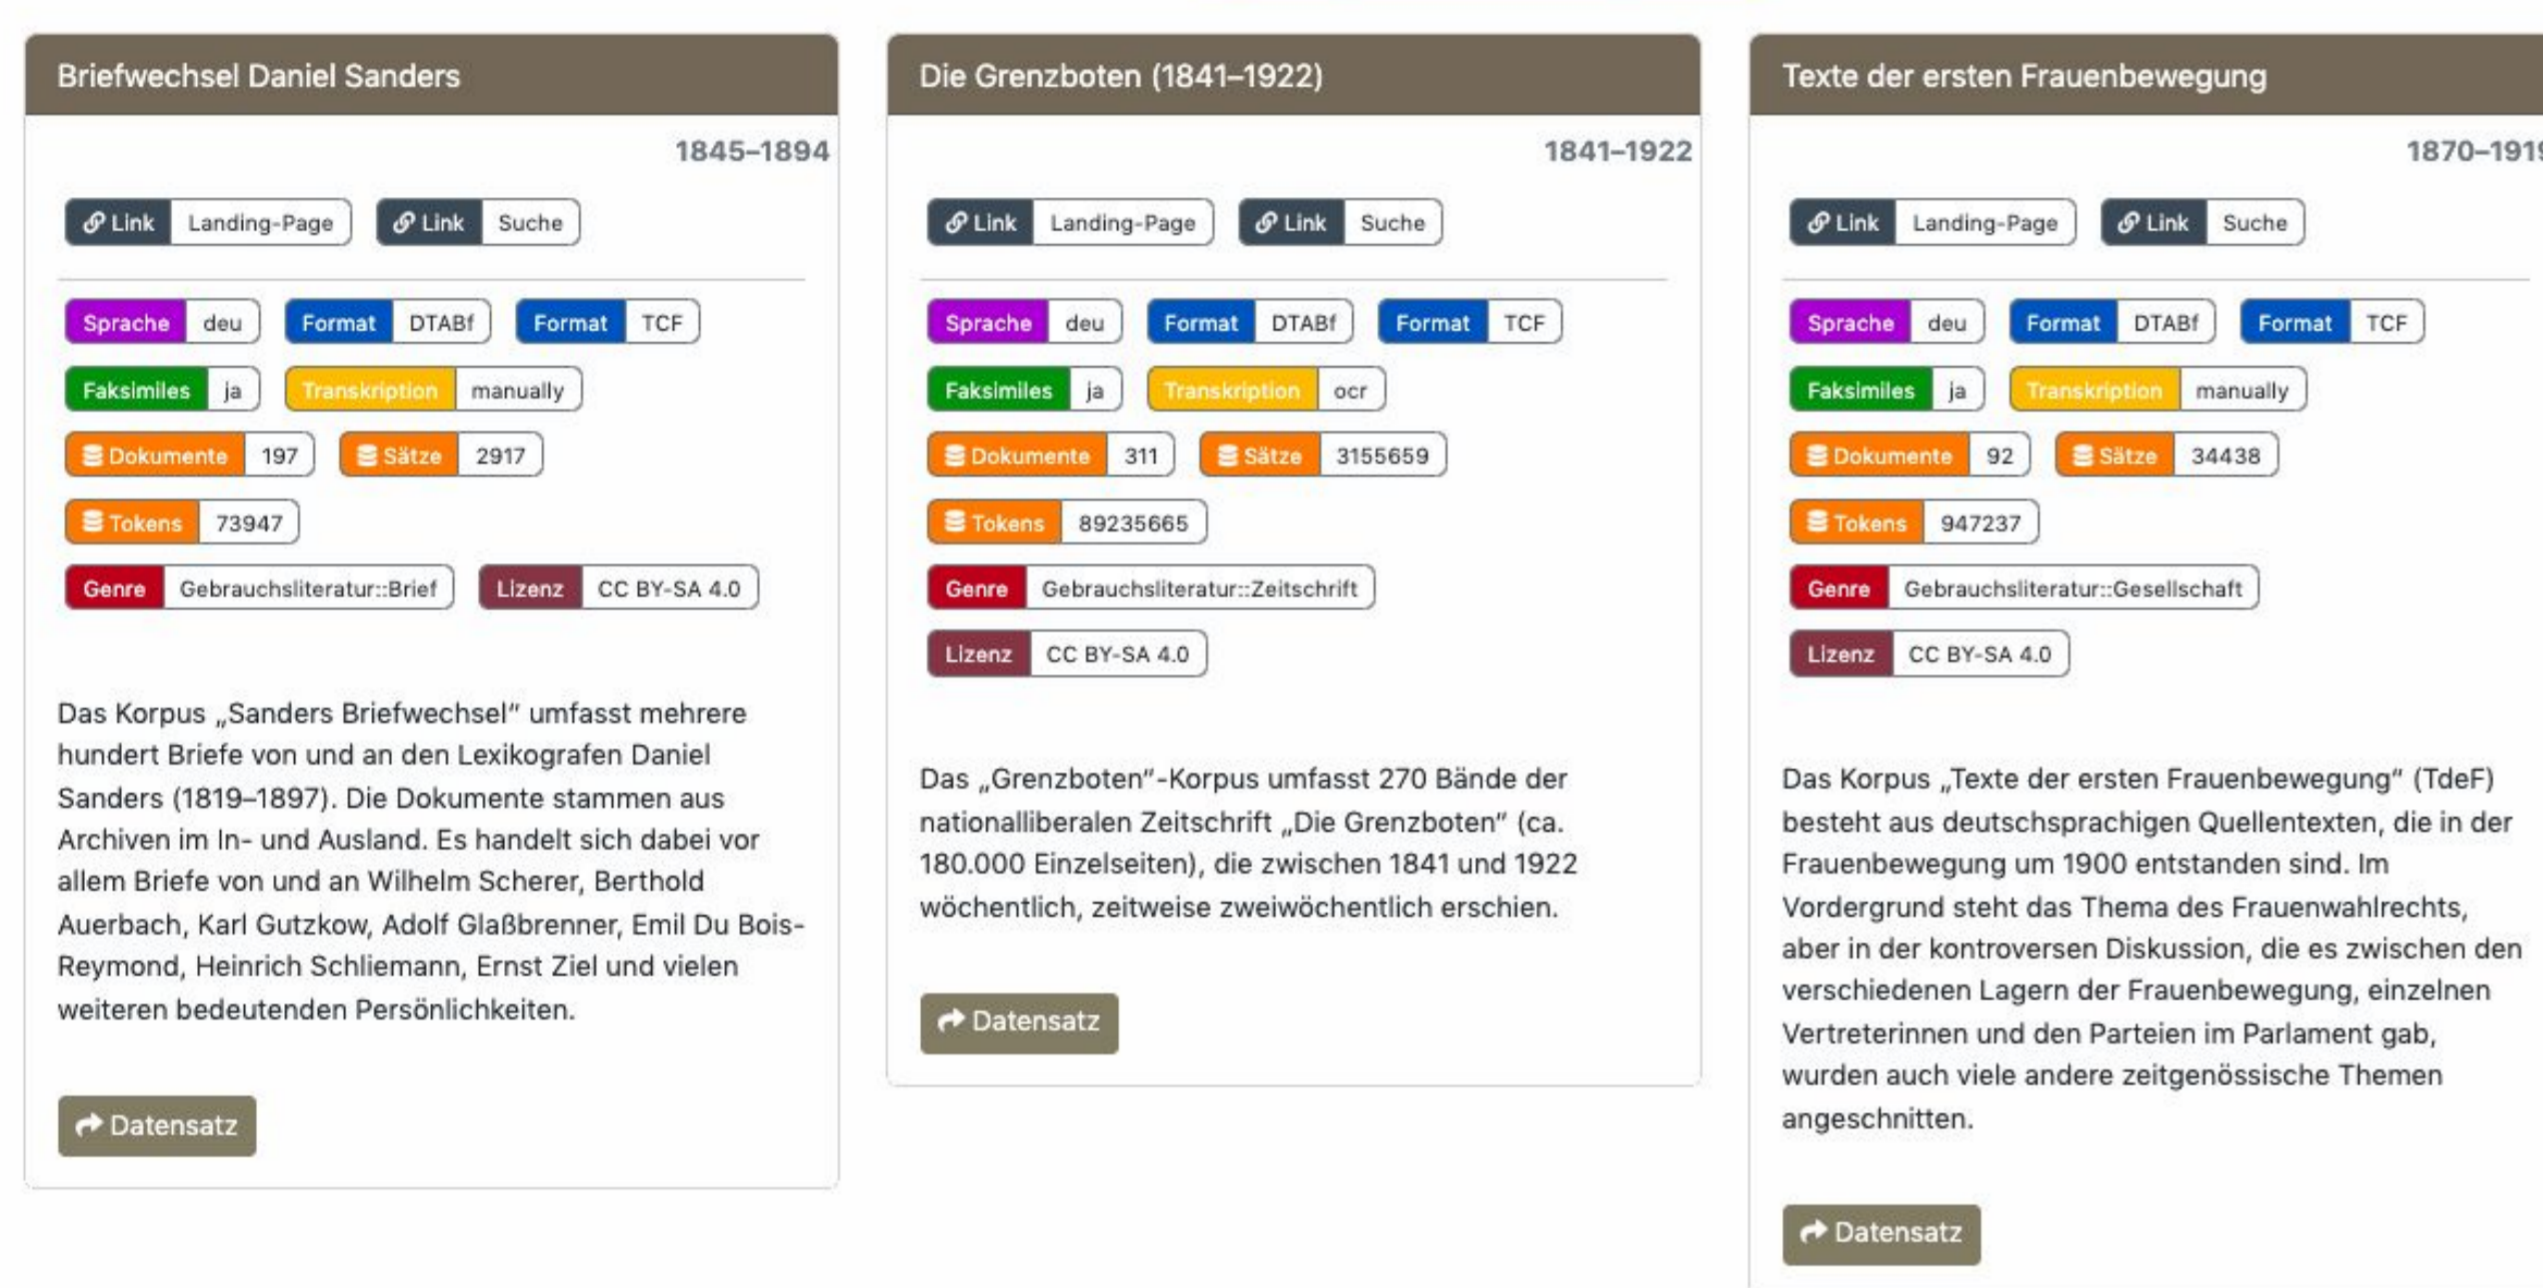 Briefwechsel Daniel Sanders
1845–1894
Link Landing-Page Link Suche
Sprache deu Format DTABf Format TCF
Faksimiles ja Transkription manually
Dokumente 197 Sätze 2917
Tokens 73947
Genre Gebrauchsliteratur::Brief Lizenz CC BY-SA 4.0
Das Korpus „Sanders Briefwechsel“ umfasst mehrere
hundert Briefe von und an den Lexikografen Daniel
Sanders (1819–1897). Die Dokumente stammen aus
Archiven im In- und Ausland. Es handelt sich dabei vor
allem Briefe von und an Wilhelm Scherer, Berthold
Auerbach, Karl Gutzkow, Adolf Glaßbrenner, Emil Du Bois-
Reymond, Heinrich Schliemann, Ernst Ziel und vielen
weiteren bedeutenden Persönlichkeiten.
Datensatz
Die Grenzboten (1841–1922)
1841–1922
Link Landing-Page Link Suche
Sprache deu Format DTABf Format TCF
Faksimiles ja Transkription ocr
Dokumente 311 Sätze 3155659
Tokens 89235665
Genre Gebrauchsliteratur::Zeitschrift
Lizenz CC BY-SA 4.0
Das „Grenzboten“-Korpus umfasst 270 Bände der
nationalliberalen Zeitschrift „Die Grenzboten“ (ca.
180.000 Einzelseiten), die zwischen 1841 und 1922
wöchentlich, zeitweise zweiwöchentlich erschien.
Datensatz
Texte der ersten Frauenbewegung
1870–1919
Link Landing-Page Link Suche
Sprache deu Format DTABf Format TCF
Faksimiles ja Transkription manually
Dokumente 92 Sätze 34438
Tokens 947237
Genre Gebrauchsliteratur::Gesellschaft
Lizenz CC BY-SA 4.0
Das Korpus „Texte der ersten Frauenbewegung“ (TdeF)
besteht aus deutschsprachigen Quellentexten, die in der
Frauenbewegung um 1900 entstanden sind. Im
Vordergrund steht das Thema des Frauenwahlrechts,
aber in der kontroversen Diskussion, die es zwischen den
verschiedenen Lagern der Frauenbewegung, einzelnen
Vertreterinnen und den Parteien im Parlament gab,
wurden auch viele andere zeitgenössische Themen
angeschnitten.
Datensatz